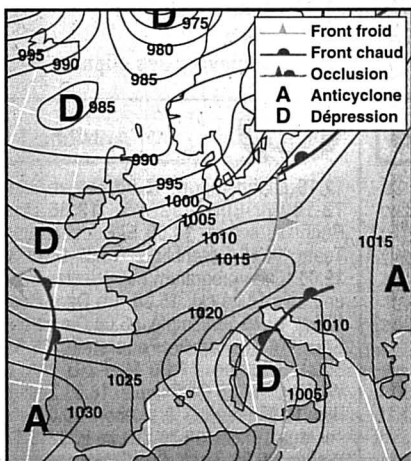 D
975
980
985
995
990
D
985
990
995
1000
1005
1010
1015
D
1015
A
1020
1010
D
1005
1025
A
1030
Front froid
Front chaud
Occlusion
A Anticyclone
D Dépression